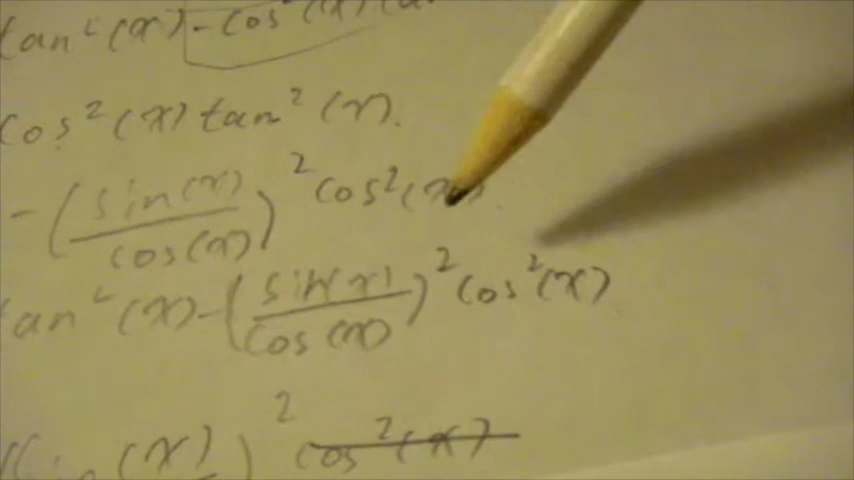 tan²(x) - cos²(x)
cos²(x) tan²(x).
- (sin(x)/cos(x))² cos²(x).
tan²(x) - (sin(x)/cos(x))² cos²(x)
(x))² cos²(x)